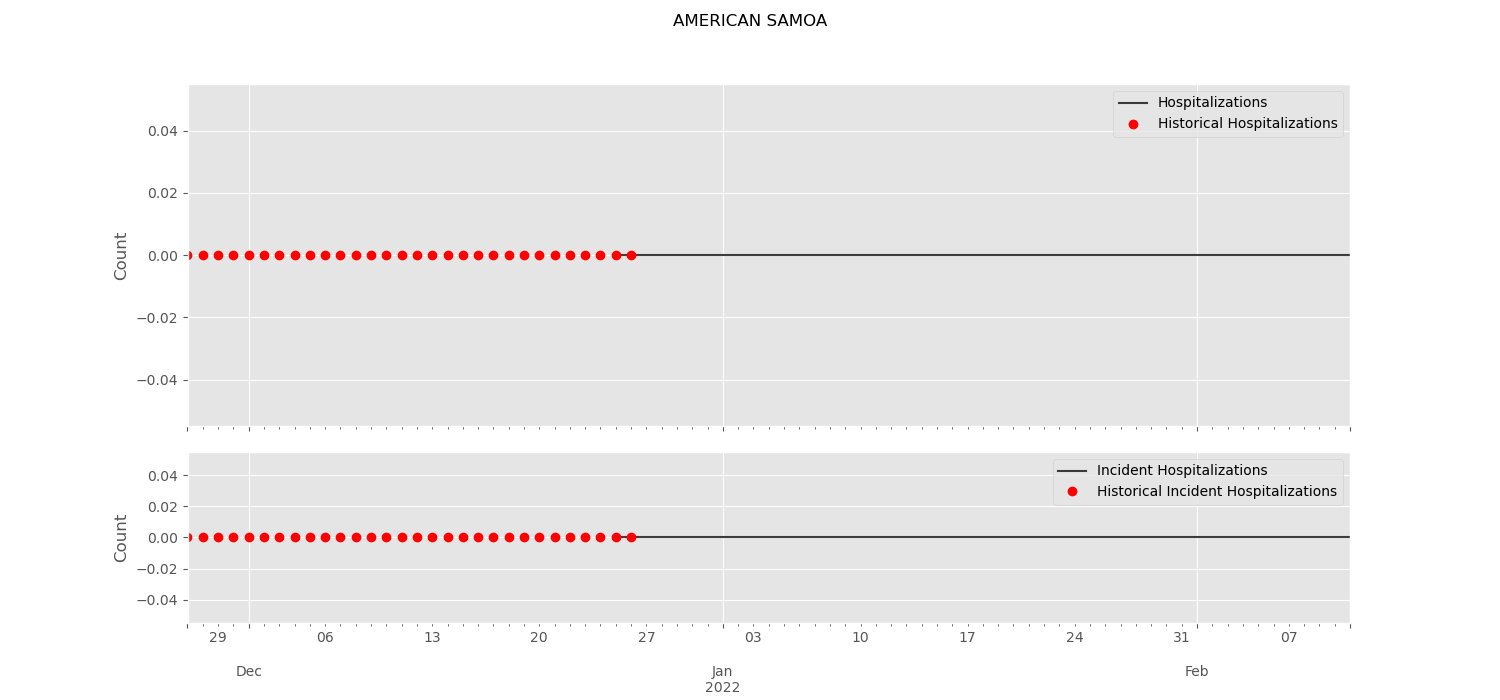 AMERICAN SAMOA
Hospitalizations
Historical Hospitalizations
0.04
0.02
0.00
−0.02
−0.04
Count
Incident Hospitalizations
Historical Incident Hospitalizations
0.04
0.02
0.00
−0.02
−0.04
Count
29 06 13 20 27 03 10 17 24 31 07
Dec Jan Feb
2022